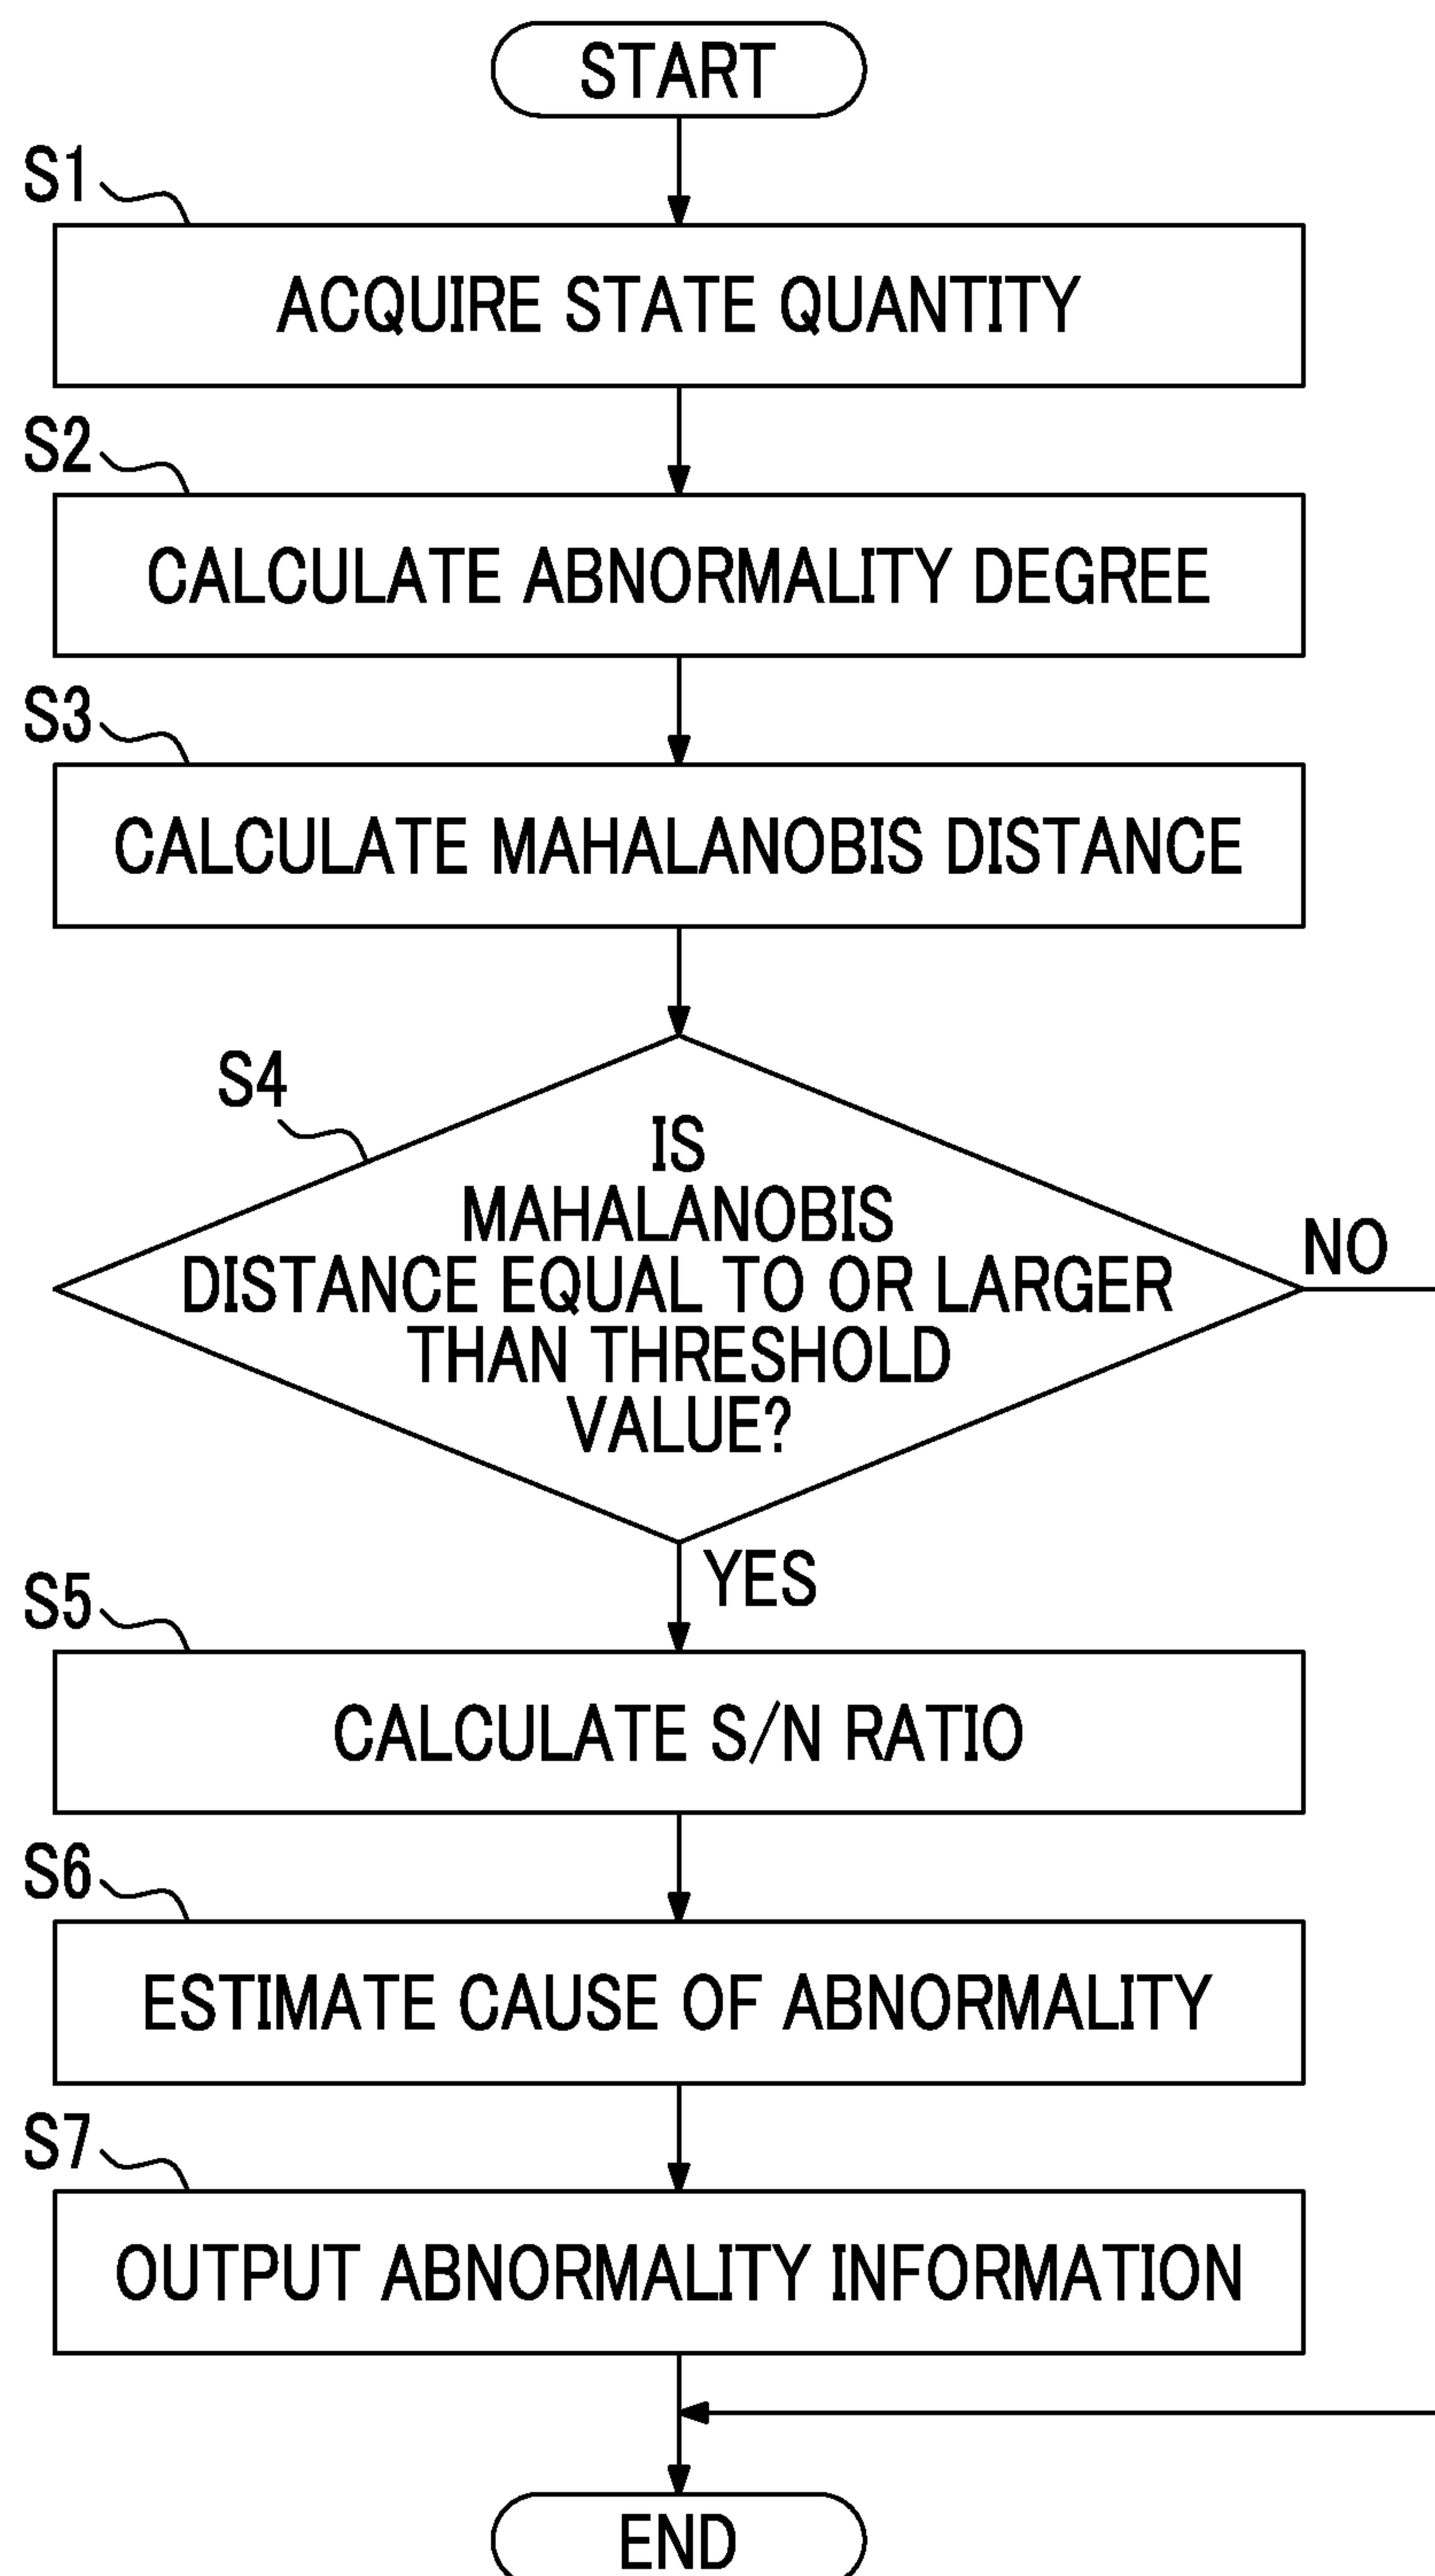 START
S1
ACQUIRE STATE QUANTITY
S2
CALCULATE ABNORMALITY DEGREE
S3
CALCULATE MAHALANOBIS DISTANCE
S4
IS
MAHALANOBIS
DISTANCE EQUAL TO OR LARGER
THAN THRESHOLD
VALUE?
NO
YES
S5
CALCULATE S/N RATIO
S6
ESTIMATE CAUSE OF ABNORMALITY
S7
OUTPUT ABNORMALITY INFORMATION
END